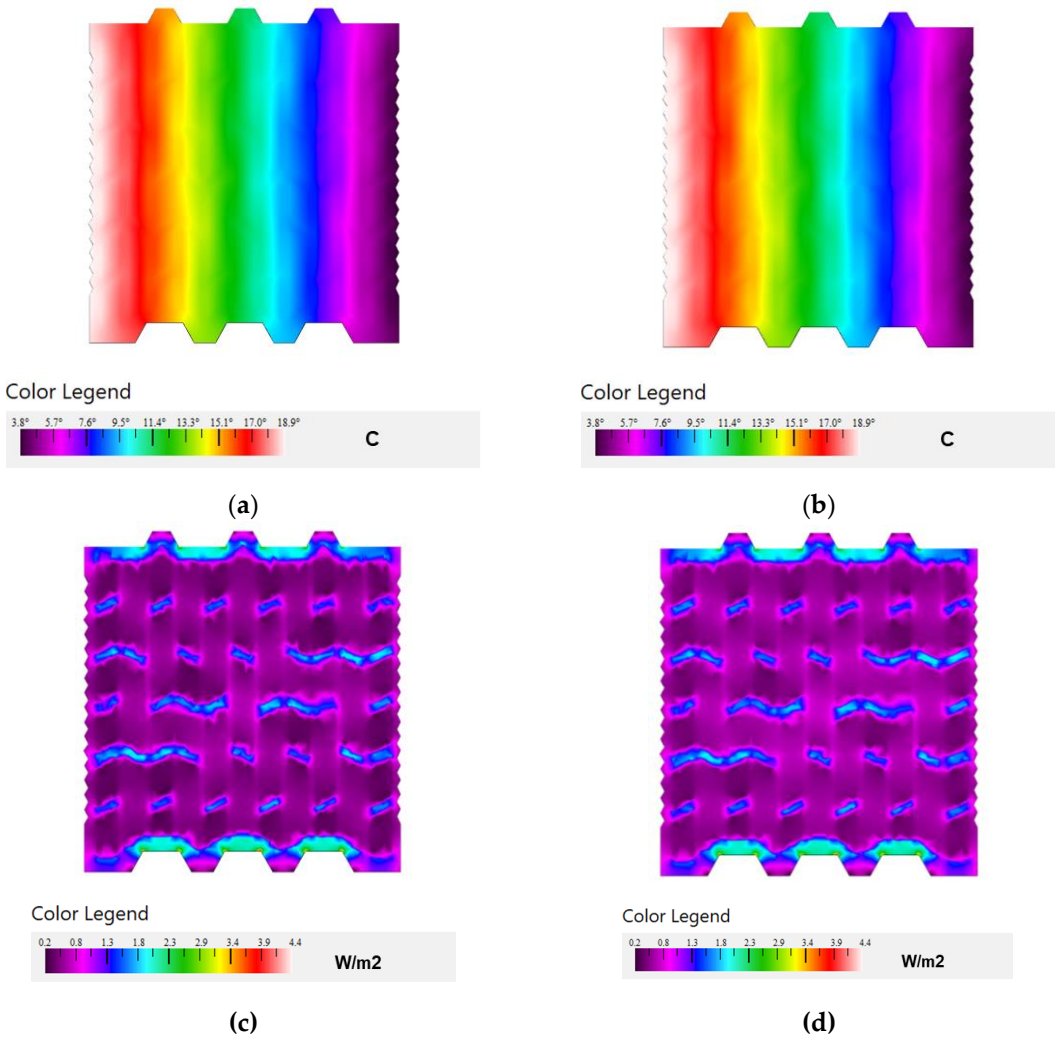 Color Legend
3.8° 5.7° 7.6° 9.5° 11.4° 13.3° 15.1° 17.0° 18.9°
C
(a)
Color Legend
3.8° 5.7° 7.6° 9.5° 11.4° 13.3° 15.1° 17.0° 18.9°
C
(b)
Color Legend
0.2 0.8 1.3 1.8 2.3 2.9 3.4 3.9 4.4
W/m2
(c)
Color Legend
0.2 0.8 1.3 1.8 2.3 2.9 3.4 3.9 4.4
W/m2
(d)